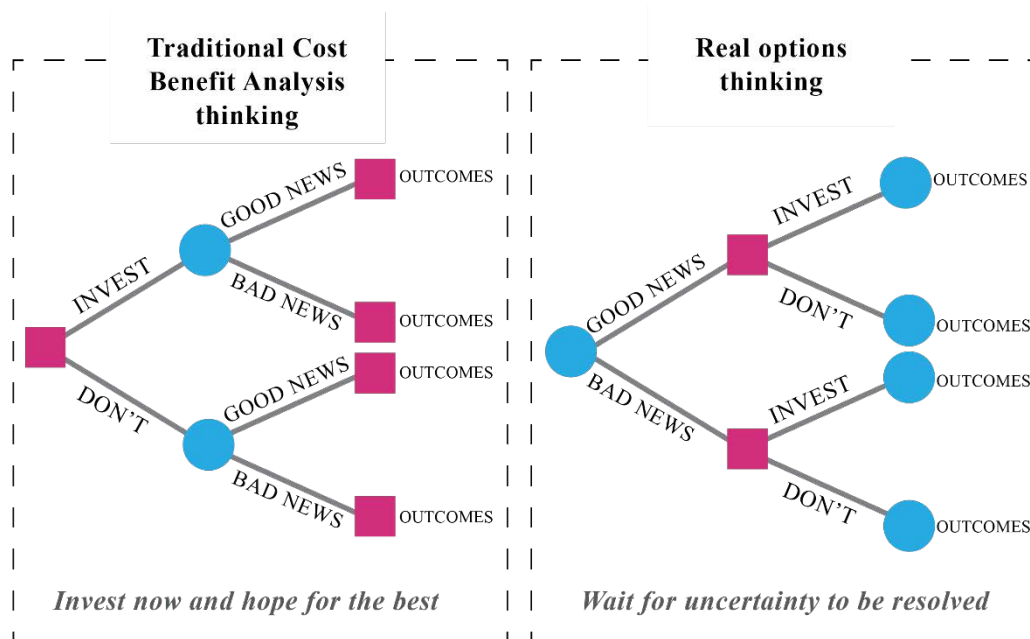 Traditional Cost
Benefit Analysis
thinking
GOOD NEWS
OUTCOMES
INVEST
BAD NEWS
OUTCOMES
DON'T
GOOD NEWS
OUTCOMES
BAD NEWS
OUTCOMES
Invest now and hope for the best
Real options
thinking
INVEST
OUTCOMES
GOOD NEWS
DON'T
OUTCOMES
BAD NEWS
INVEST
OUTCOMES
DON'T
OUTCOMES
Wait for uncertainty to be resolved